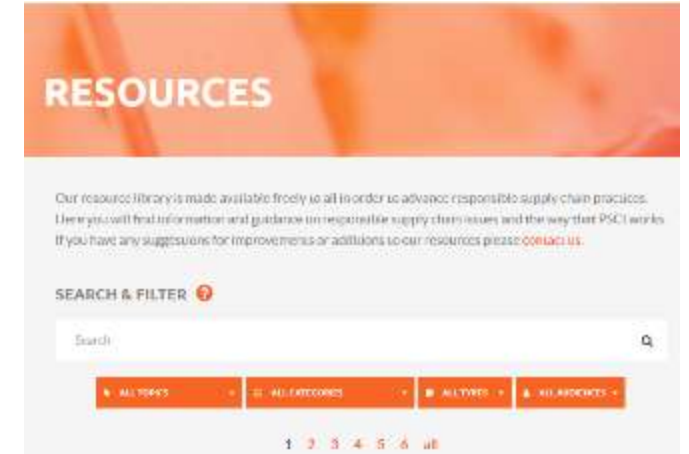 RESOURCES
Our resource library is made available freely to all in order to advance responsible supply chain practices.
Here you will find information and guidance on responsible supply chain issues and the way that PSCI works.
If you have any suggestions for improvements or additions to our resources please contact us.
SEARCH & FILTER ?
Search
ALL TOPICS ALL CATEGORIES ALL TYPES ALL AUDIENCES
1 2 3 4 5 6 all